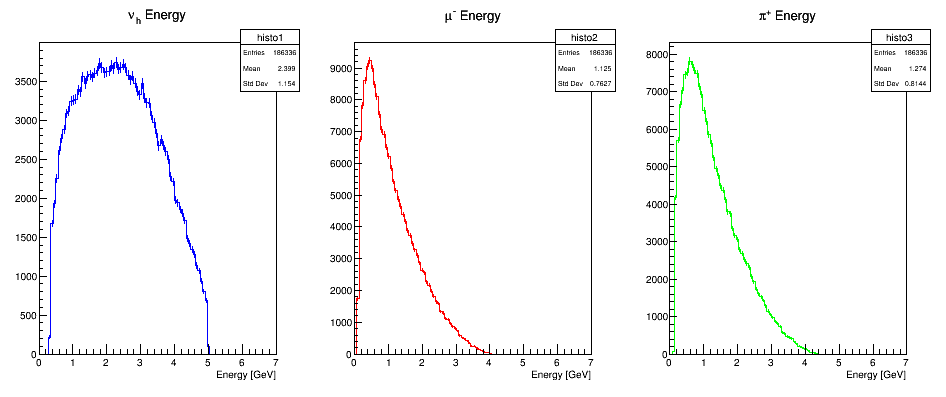 ν_h Energy
histo1
Entries 186336
Mean 2.399
Std Dev 1.154
3500
3000
2500
2000
1500
1000
500
0
0 1 2 3 4 5 6 7
Energy [GeV]
μ⁻ Energy
histo2
Entries 186336
Mean 1.125
Std Dev 0.7627
9000
8000
7000
6000
5000
4000
3000
2000
1000
0
0 1 2 3 4 5 6 7
Energy [GeV]
π⁺ Energy
histo3
Entries 186336
Mean 1.274
Std Dev 0.8144
8000
7000
6000
5000
4000
3000
2000
1000
0
0 1 2 3 4 5 6 7
Energy [GeV]